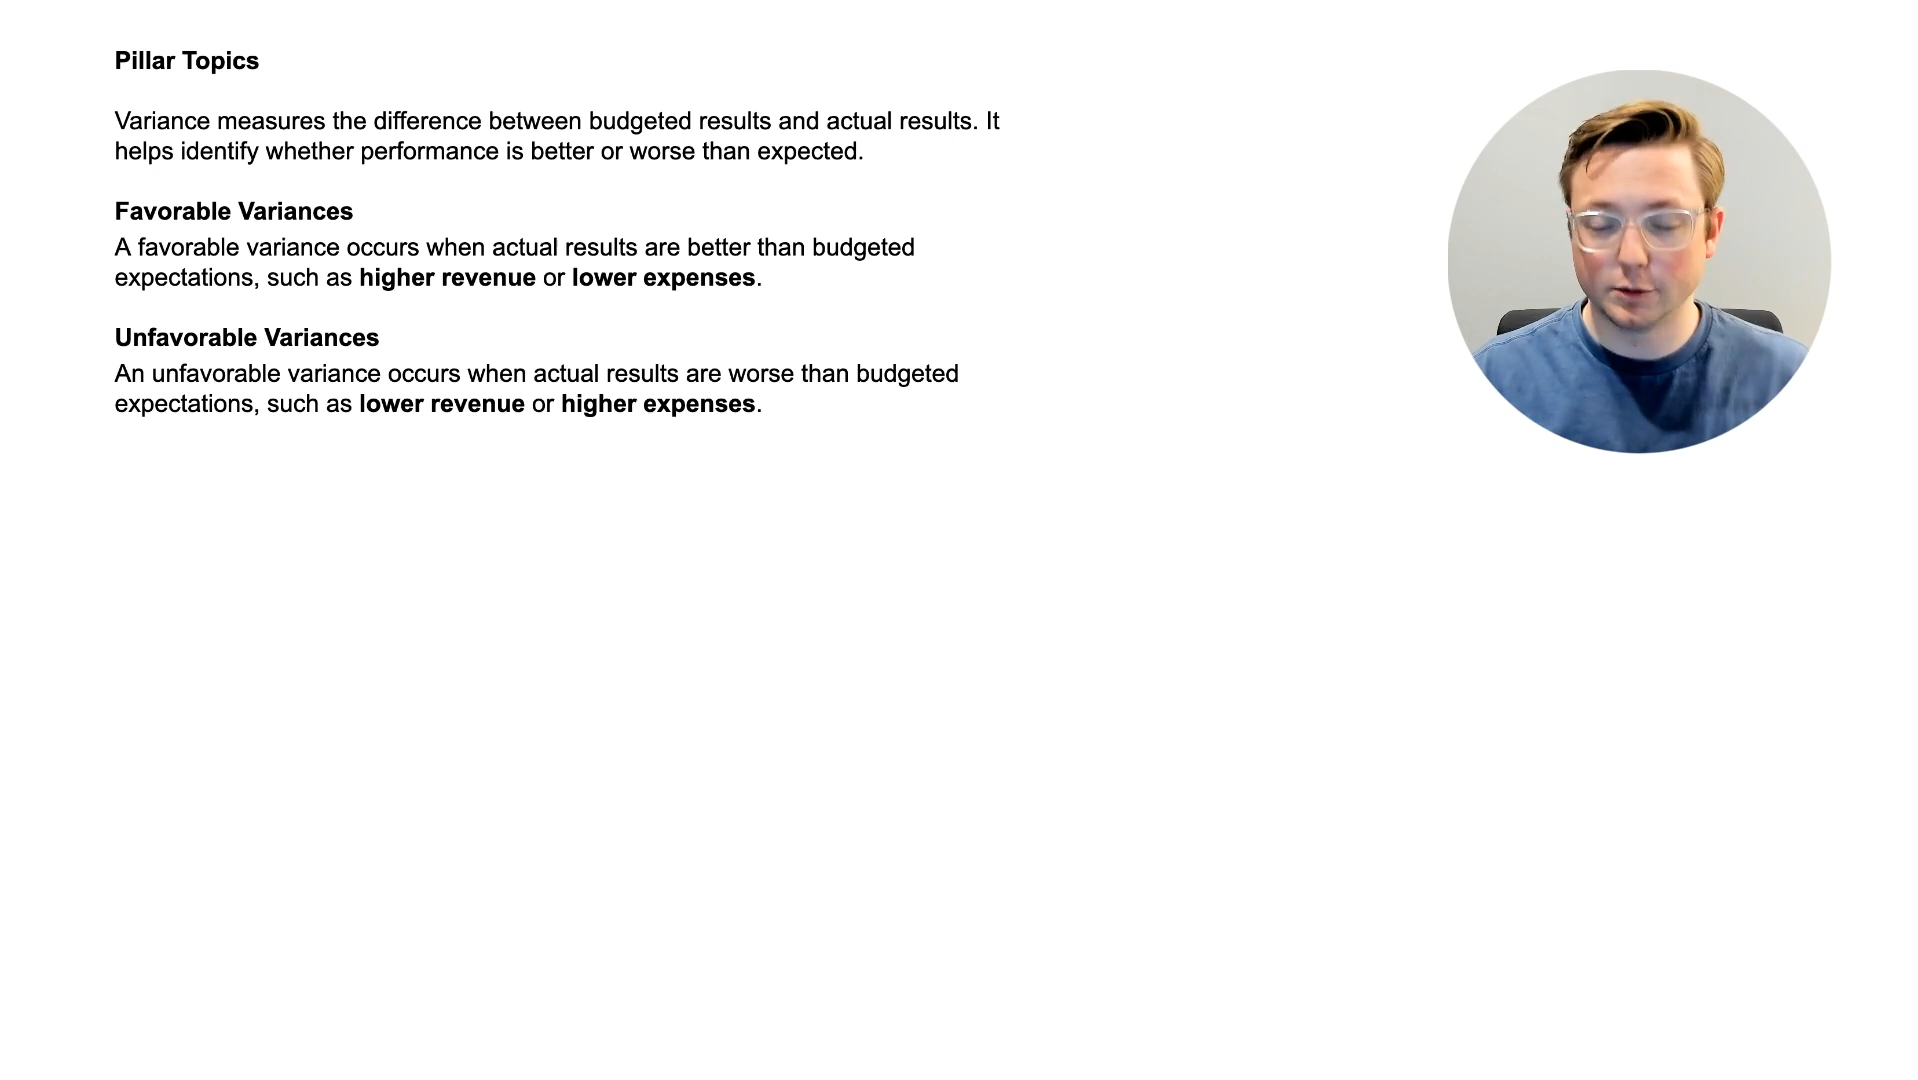 Pillar Topics
Variance measures the difference between budgeted results and actual results. It
helps identify whether performance is better or worse than expected.
Favorable Variances
A favorable variance occurs when actual results are better than budgeted
expectations, such as higher revenue or lower expenses.
Unfavorable Variances
An unfavorable variance occurs when actual results are worse than budgeted
expectations, such as lower revenue or higher expenses.